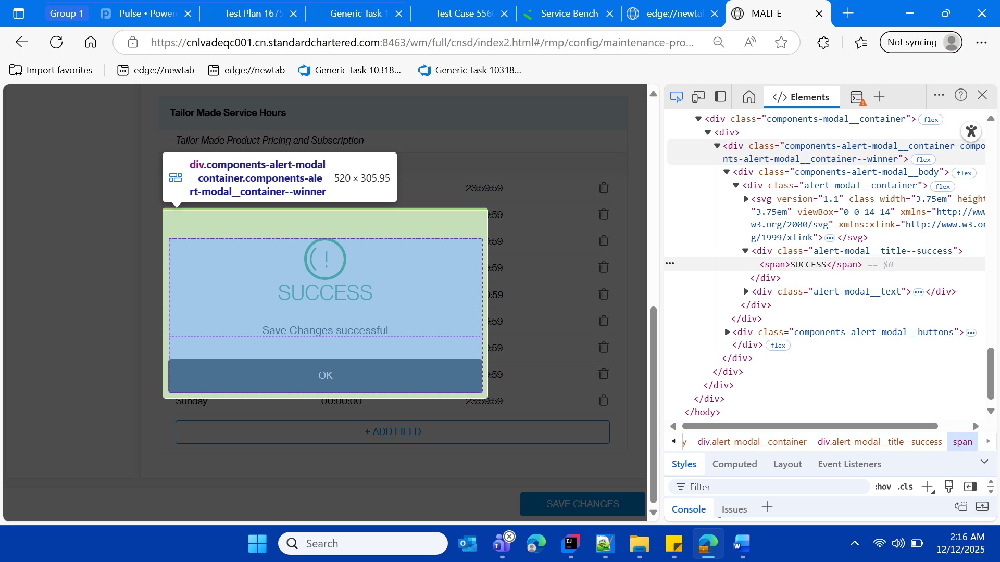 Group 1
Pulse • Power
Test Plan 1675
Generic Task 1
Test Case 556
Service Bench
edge://newta
MALI-E
https://cnlvadeqc001.cn.standardchartered.com:8463/wm/full/cnsd/index2.html#/rmp/config/maintenance-pro...
Not syncing
Import favorites
edge://newtab
edge://newtab
Generic Task 10318...
Generic Task 10318...
Tailor Made Service Hours
Tailor Made Product Pricing and Subscription
div.components-alert-modal
__container.components-ale
rt-modal__container--winner
520 × 305.95
23:59:59
:59
:59
:59
:59
:59
:59
:59
SUCCESS
Save Changes successful
OK
Sunday 00:00:00 23:59:59
+ ADD FIELD
SAVE CHANGES
Elements
<div class="components-modal__container"> flex
<div>
<div class="components-alert-modal__container compo
nts-alert-modal__container--winner"> flex
<div class="components-alert-modal__body"> flex
<div class="alert-modal__container"> flex
<svg version="1.1" class width="3.75em" height
"3.75em" viewBox="0 0 14 14" xmlns="http://www
w3.org/2000/svg" xmlns:xlink="http://www.w3.or
g/1999/xlink"> ••• </svg>
<div class="alert-modal__title--success">
<span>SUCCESS</span> == $0
</div>
<div class="alert-modal__text"> ••• </div>
</div>
</div>
<div class="components-alert-modal__buttons"> •••
</div> flex
</div>
</div>
</div>
</div>
</body>
y div.alert-modal__container div.alert-modal__title--success span
Styles Computed Layout Event Listeners
Filter :hov .cls
Console Issues
Search
2:16 AM
12/12/2025